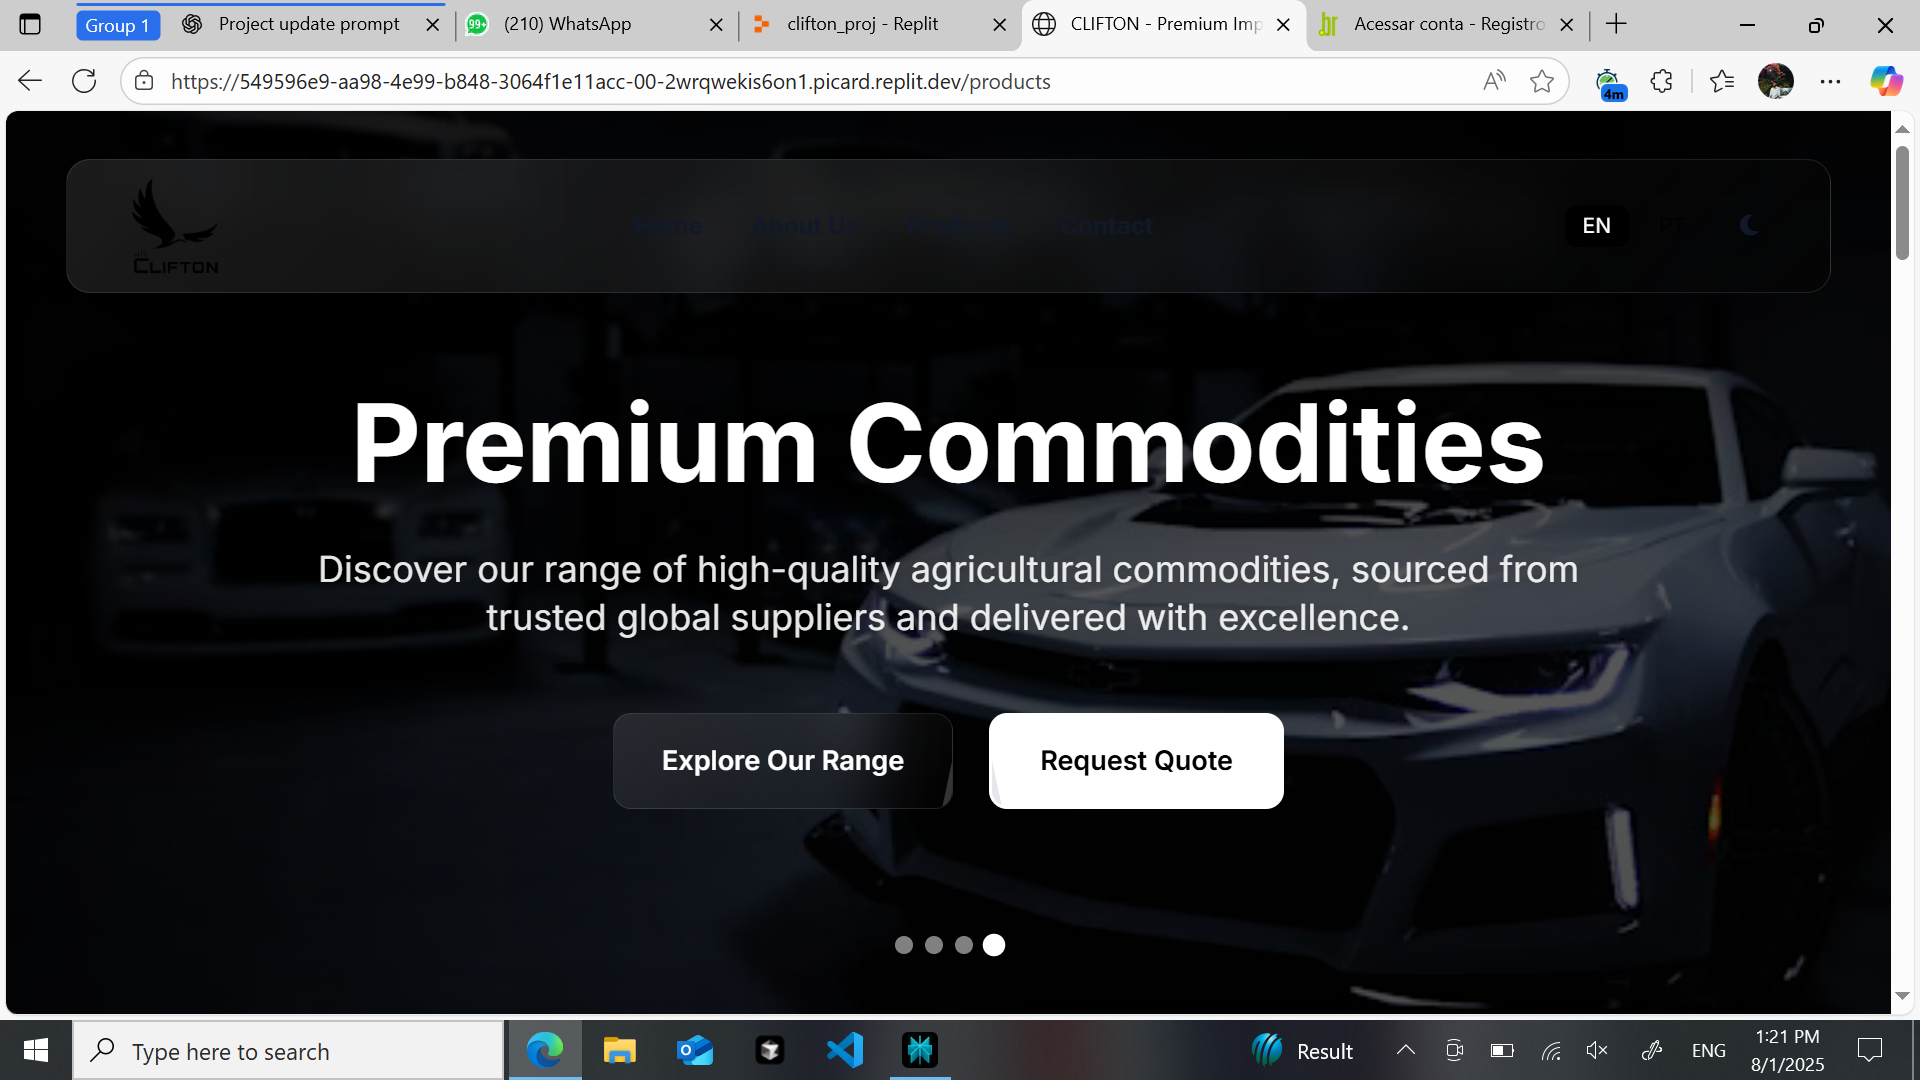 Group 1
Project update prompt
99+
(210) WhatsApp
clifton_proj - Replit
CLIFTON - Premium Imp
br
Acessar conta - Registro
https://549596e9-aa98-4e99-b848-3064f1e11acc-00-2wrqwekis6on1.picard.replit.dev/products
4m
CLIFTON
Home
About Us
Products
Contact
EN
PT
Premium Commodities
Discover our range of high-quality agricultural commodities, sourced from
trusted global suppliers and delivered with excellence.
Explore Our Range
Request Quote
Type here to search
Result
ENG
1:21 PM
8/1/2025